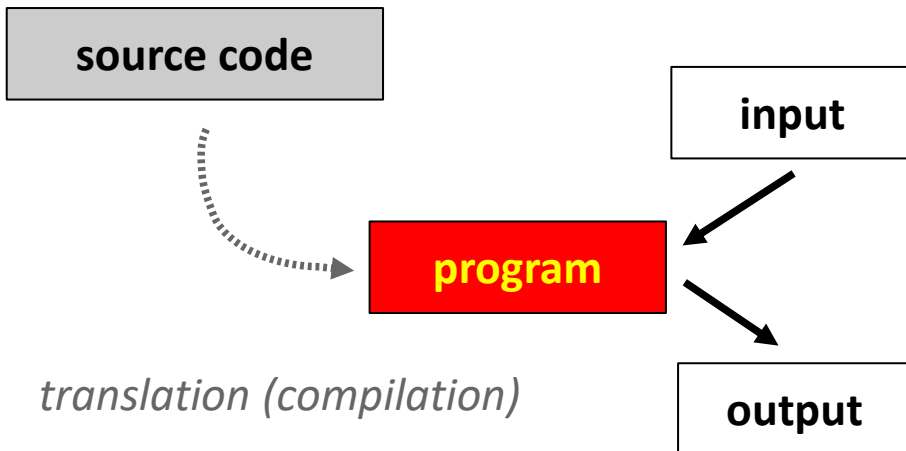 source code
input
program
translation (compilation)
output